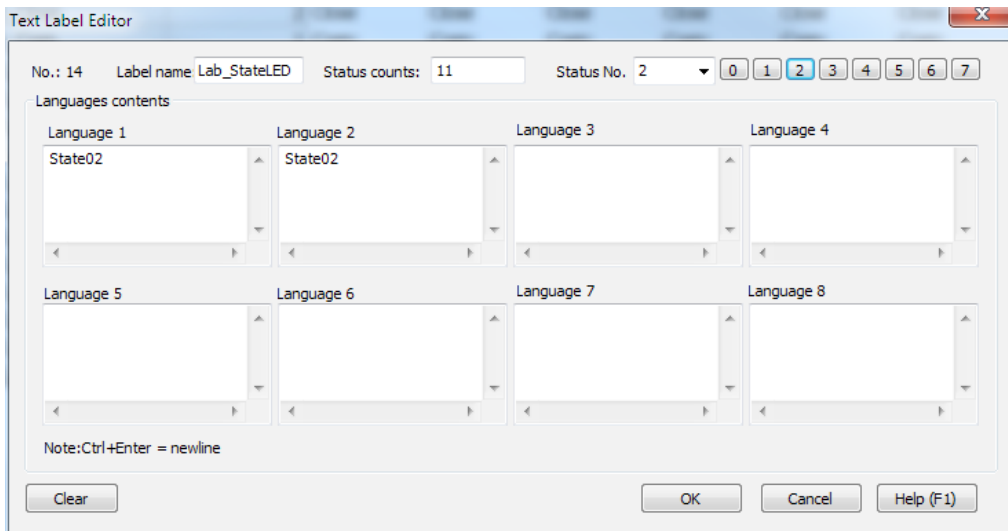 Text Label Editor
No.: 14 Label name Lab_StateLED Status counts: 11 Status No. 2 0 1 2 3 4 5 6 7
Languages contents
Language 1 Language 2 Language 3 Language 4
State02 State02
Language 5 Language 6 Language 7 Language 8
Note:Ctrl+Enter = newline
Clear OK Cancel Help (F1)